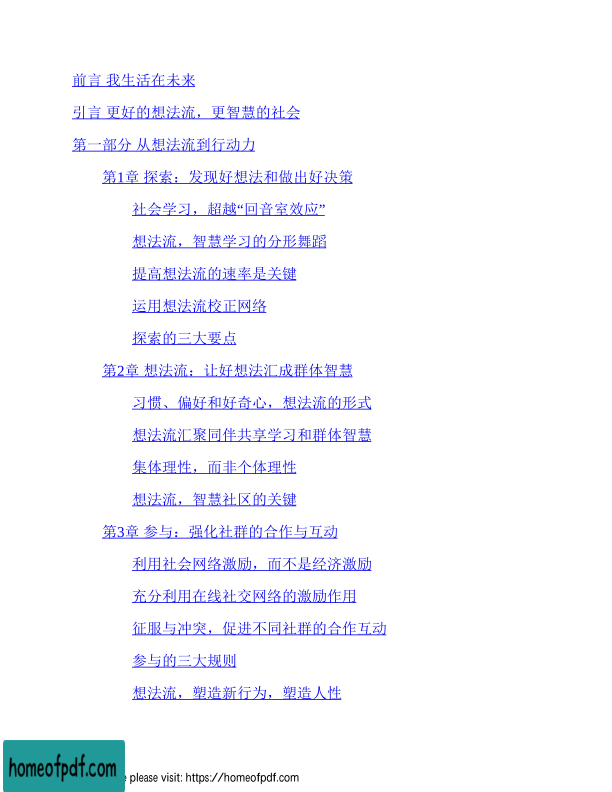 前言 我生活在未来
引言 更好的想法流，更智慧的社会
第一部分 从想法流到行动力
第1章 探索：发现好想法和做出好决策
社会学习，超越“回音室效应”
想法流，智慧学习的分形舞蹈
提高想法流的速率是关键
运用想法流校正网络
探索的三大要点
第2章 想法流：让好想法汇成群体智慧
习惯、偏好和好奇心，想法流的形式
想法流汇聚同伴共享学习和群体智慧
集体理性，而非个体理性
想法流，智慧社区的关键
第3章 参与：强化社群的合作与互动
利用社会网络激励，而不是经济激励
充分利用在线社交网络的激励作用
征服与冲突，促进不同社群的合作互动
参与的三大规则
想法流，塑造新行为，塑造人性
homeofpdf.com
please visit: https://homeofpdf.com